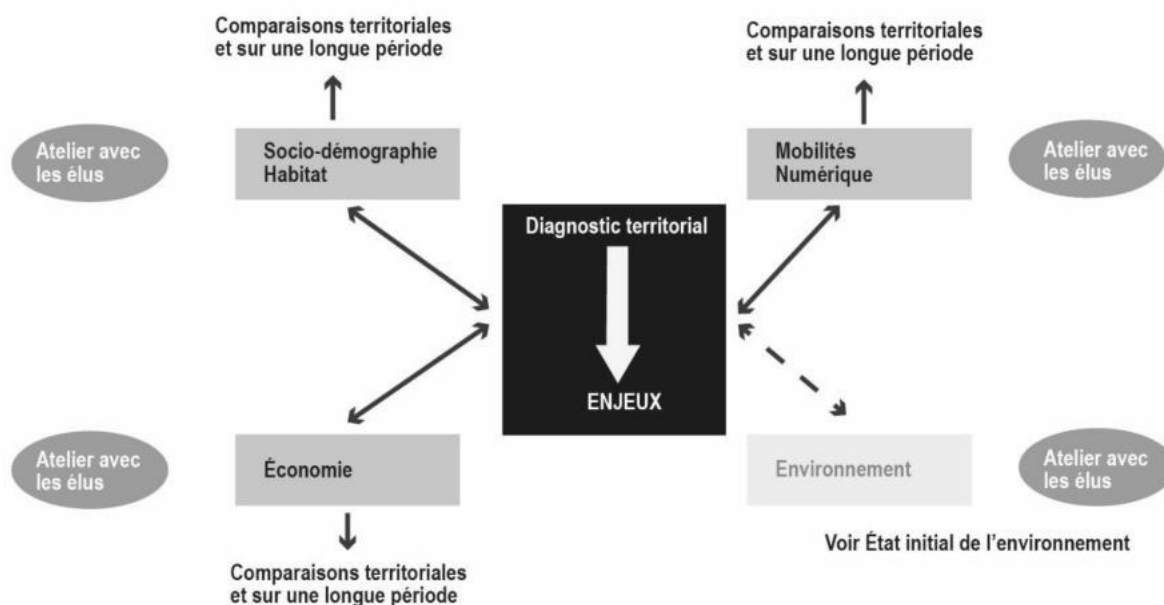 Comparaisons territoriales
et sur une longue période
Comparaisons territoriales
et sur une longue période
Atelier avec
les élus
Socio-démographie
Habitat
Mobilités
Numérique
Atelier avec
les élus
Diagnostic territorial
ENJEUX
Atelier avec
les élus
Économie
Environnement
Atelier avec
les élus
Voir État initial de l'environnement
Comparaisons territoriales
et sur une longue période